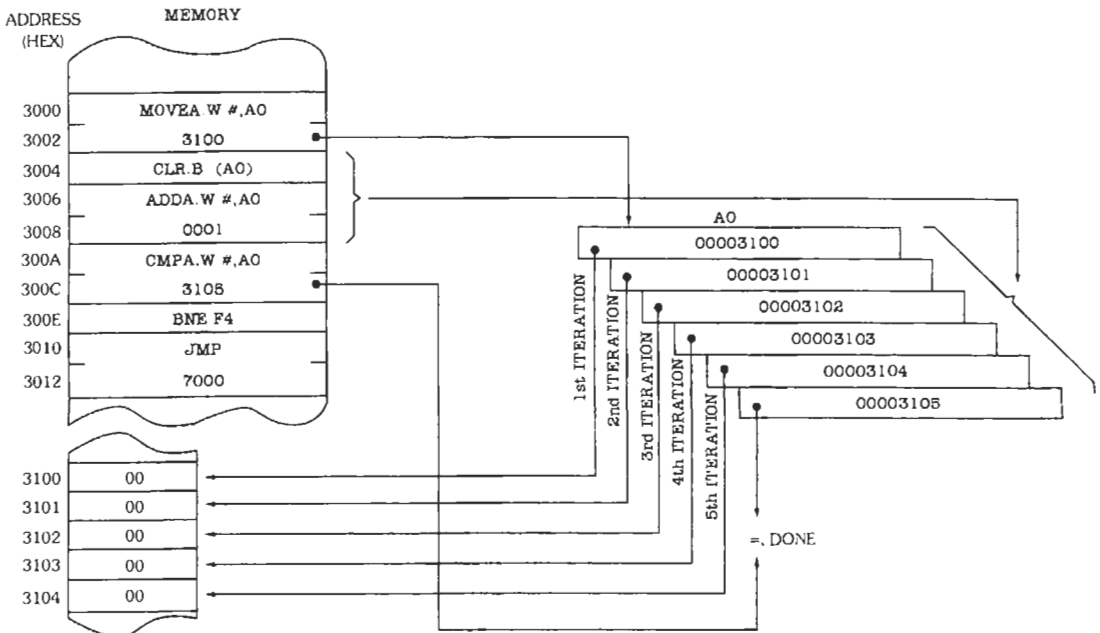 ADDRESS
(HEX)
MEMORY
3000 MOVEA.W #,A0
3002 3100
3004 CLR.B (A0)
3006 ADDA.W #,A0
3008 0001
300A CMPA.W #,A0
300C 3105
300E BNE F4
3010 JMP
3012 7000
A0
00003100
00003101
00003102
00003103
00003104
00003105
1st ITERATION
2nd ITERATION
3rd ITERATION
4th ITERATION
5th ITERATION
=, DONE
3100 00
3101 00
3102 00
3103 00
3104 00